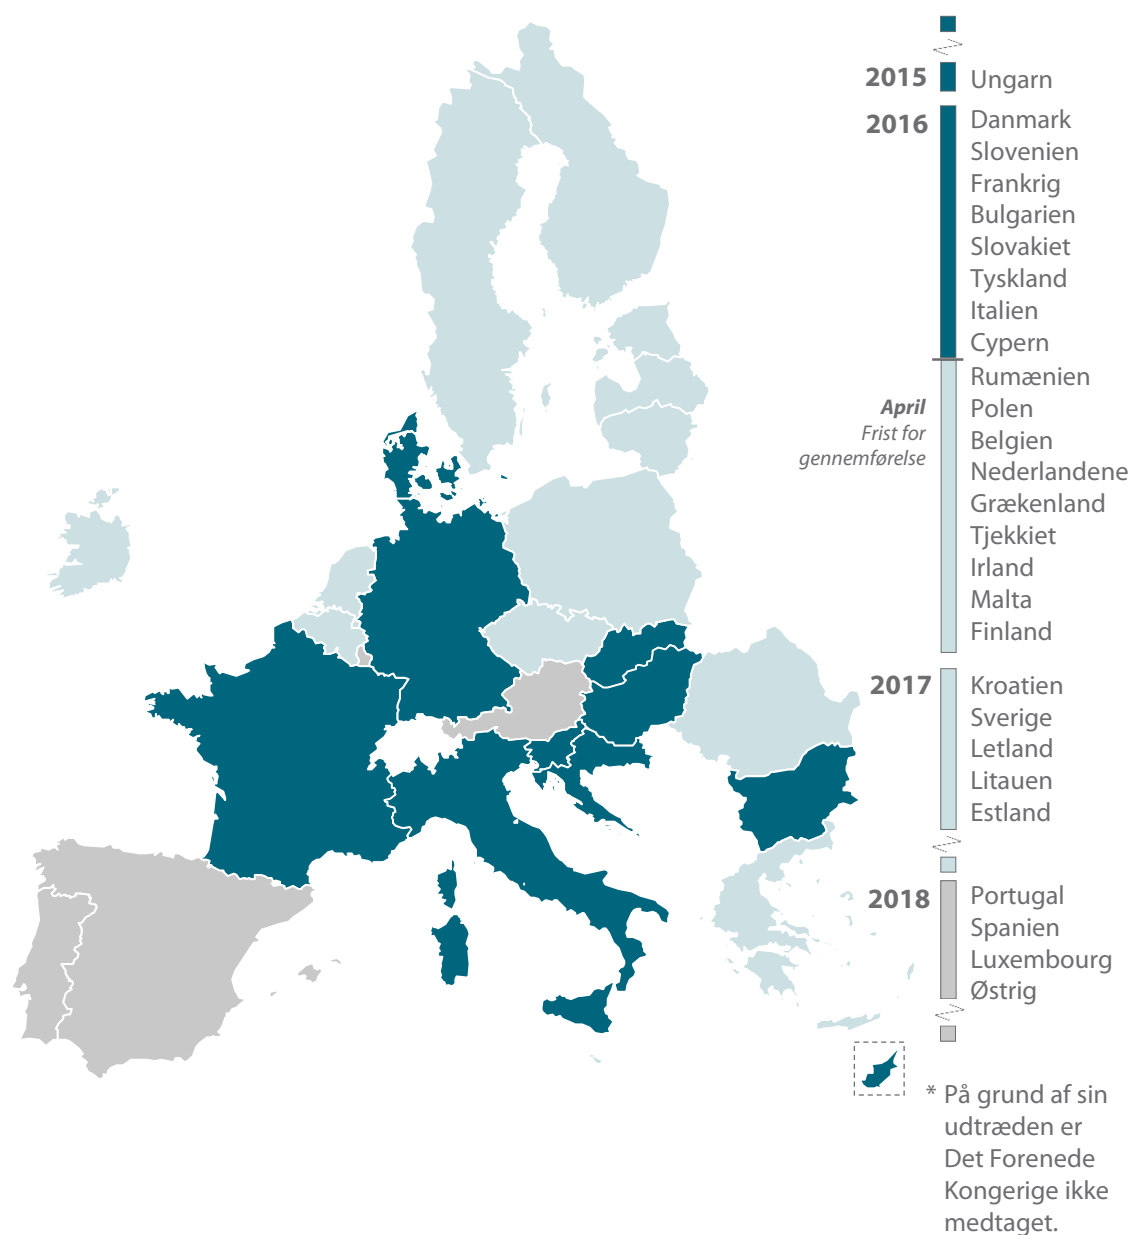 2015
Ungarn
2016
Danmark
Slovenien
Frankrig
Bulgarien
Slovakiet
Tyskland
Italien
Cypern
April
Frist for
gennemførelse
Rumænien
Polen
Belgien
Nederlandene
Grækenland
Tjekkiet
Irland
Malta
Finland
2017
Kroatien
Sverige
Letland
Litauen
Estland
2018
Portugal
Spanien
Luxembourg
Østrig
* På grund af sin
udtræden er
Det Forenede
Kongerige ikke
medtaget.